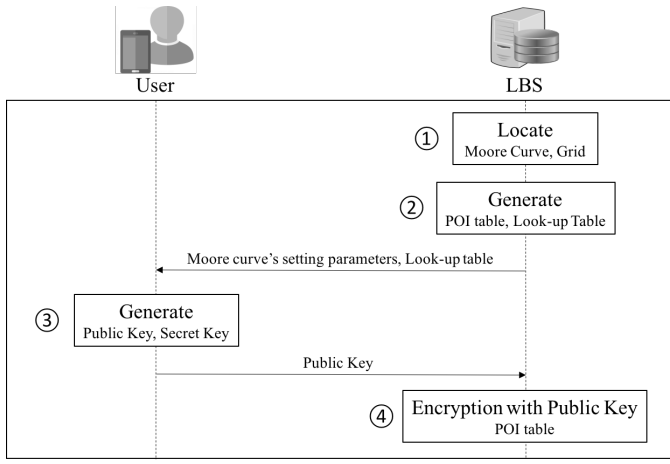 User
LBS
① Locate
Moore Curve, Grid
② Generate
POI table, Look-up Table
Moore curve's setting parameters, Look-up table
③ Generate
Public Key, Secret Key
Public Key
④ Encryption with Public Key
POI table